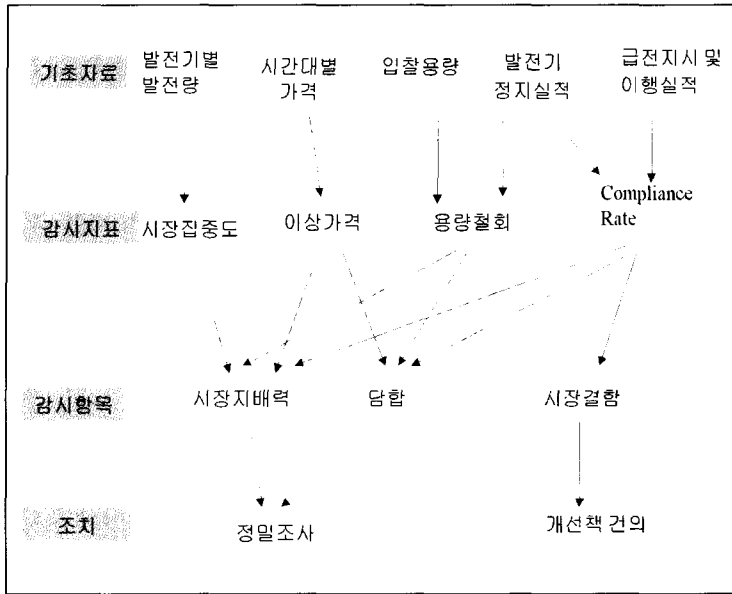 기초자료
발전기별
발전량
시간대별
가격
입찰용량
발전기
정지실적
급전지시 및
이행실적
감시지표
시장집중도
이상가격
용량철회
Compliance
Rate
감시항목
시장지배력
담합
시장결함
조치
정밀조사
개선책 건의